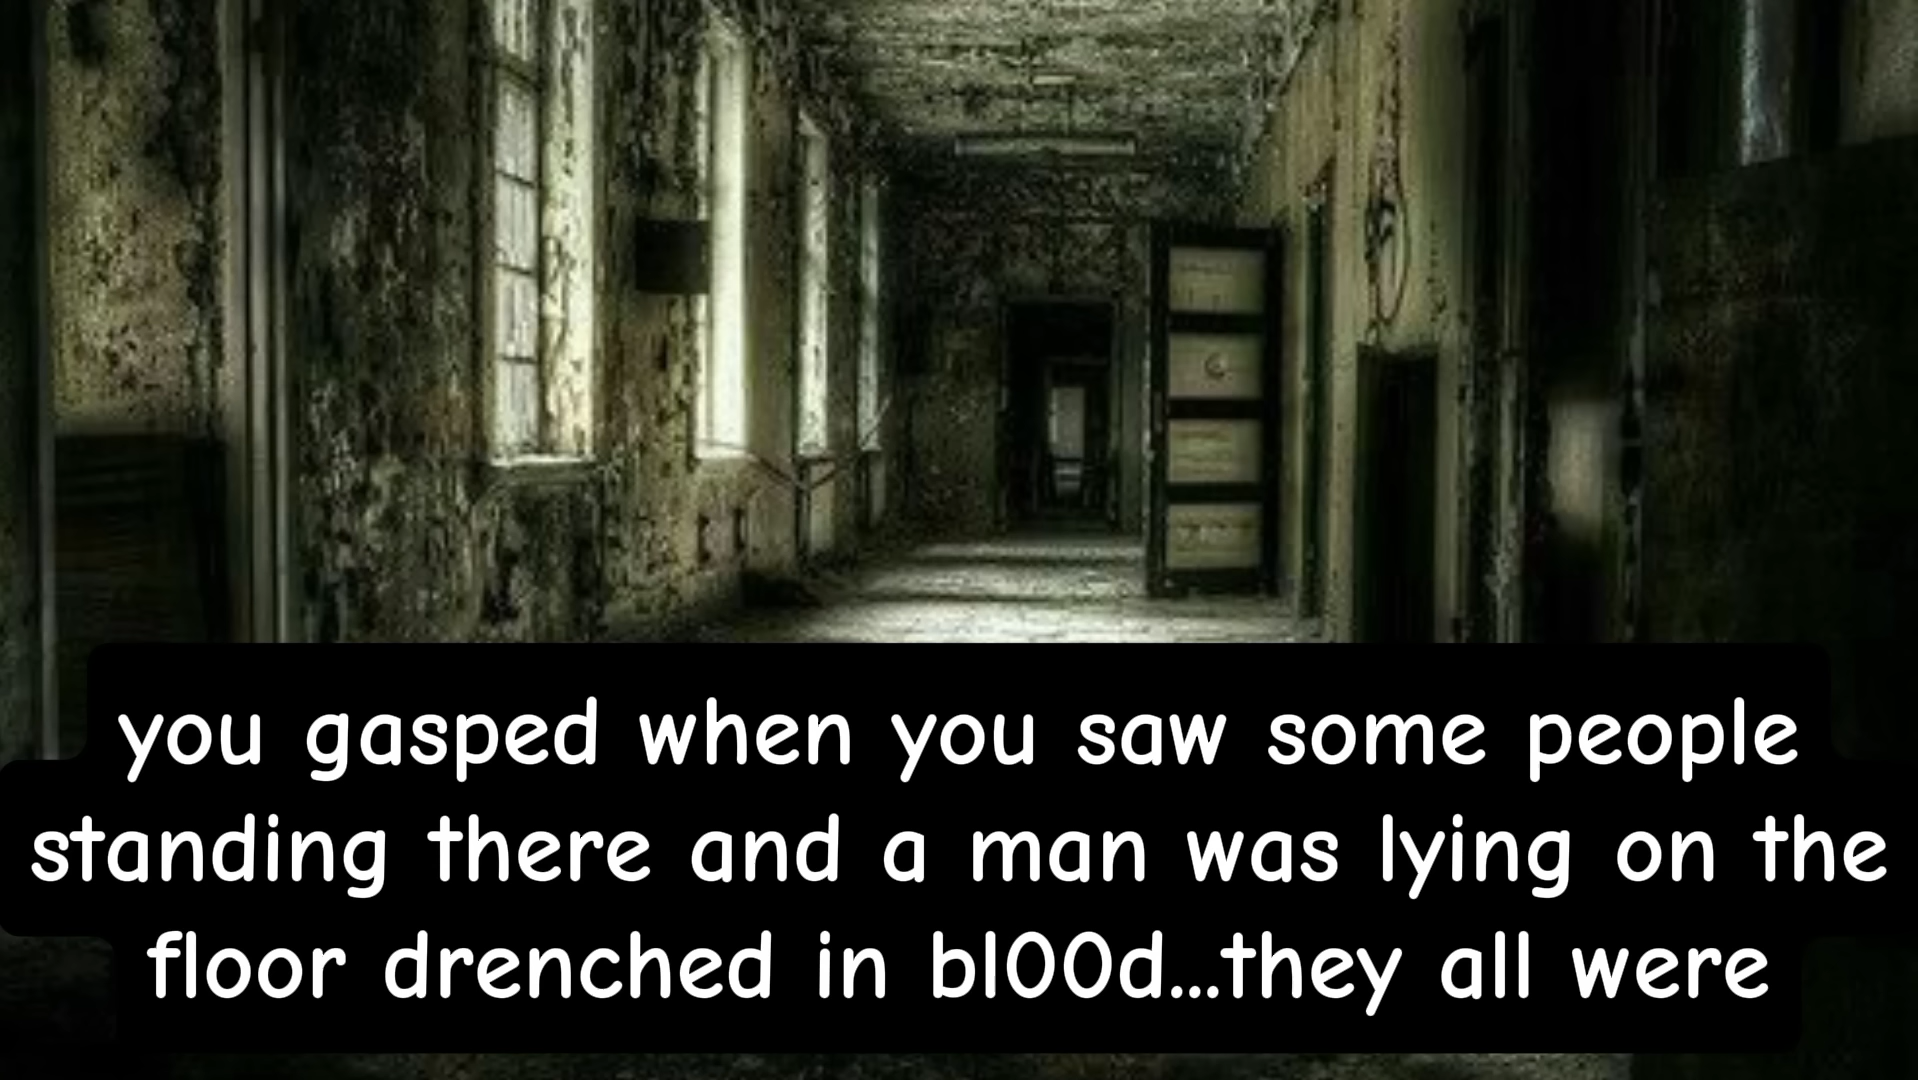 you gasped when you saw some people
standing there and a man was lying on the
floor drenched in bl00d...they all were